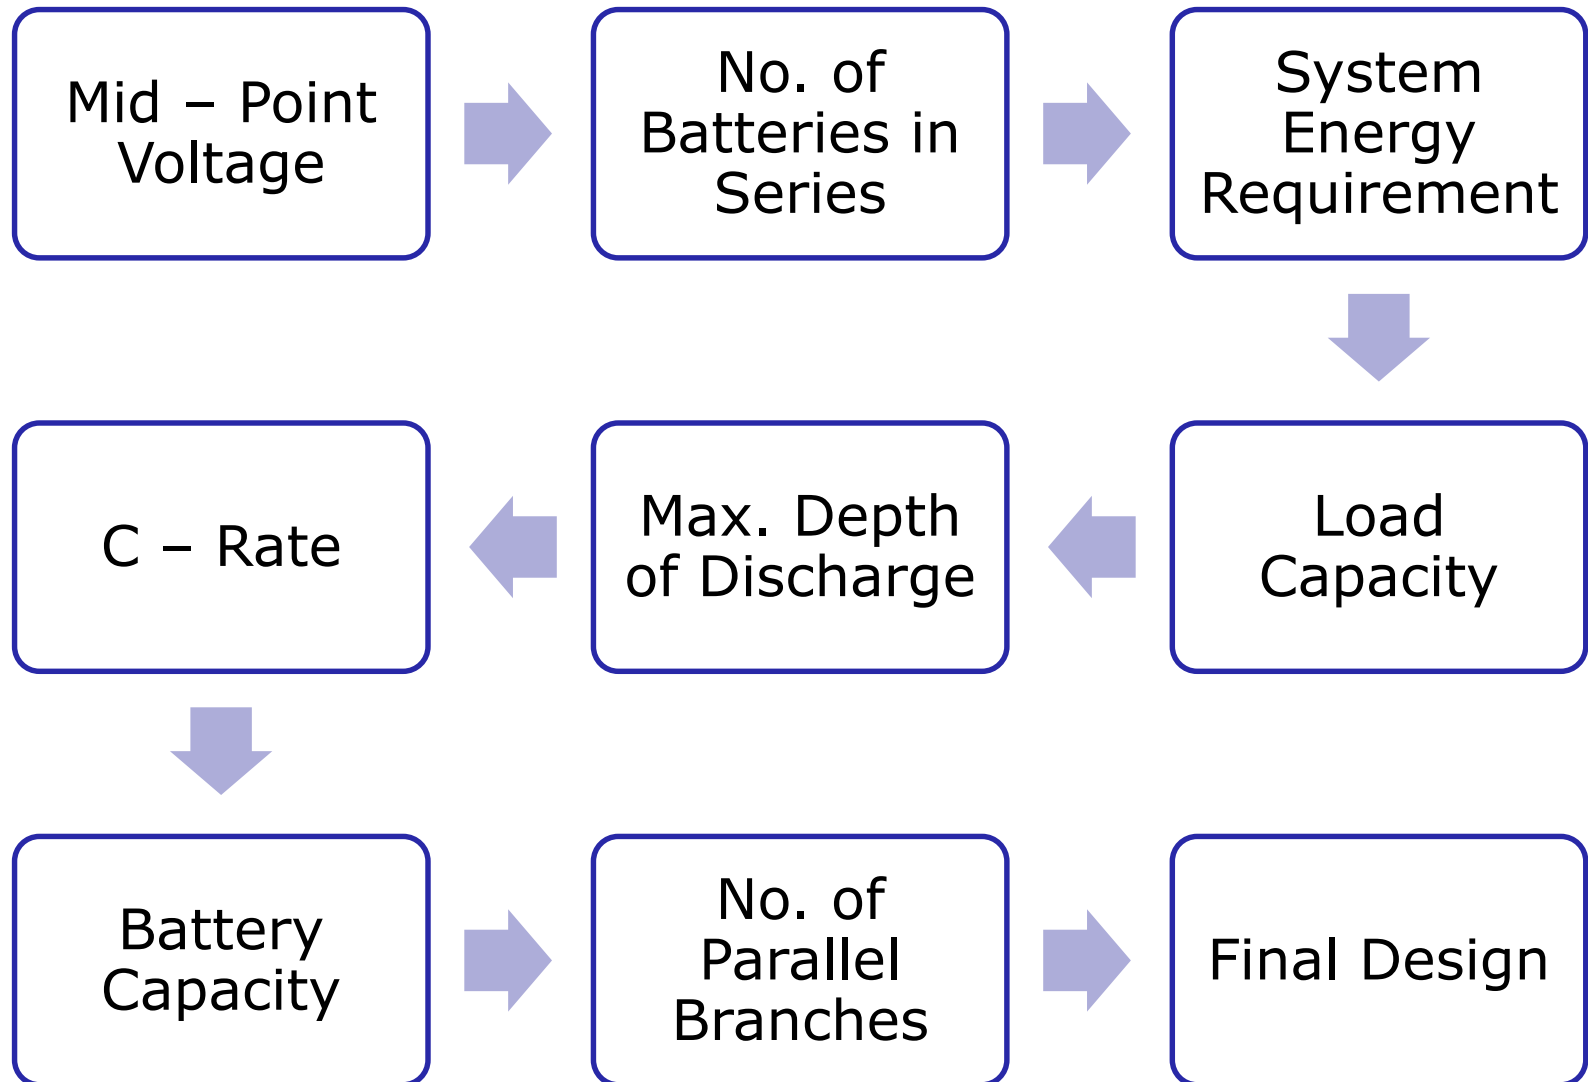 Mid – Point
Voltage
No. of
Batteries in
Series
System
Energy
Requirement
Load
Capacity
Max. Depth
of Discharge
C – Rate
Battery
Capacity
No. of
Parallel
Branches
Final Design